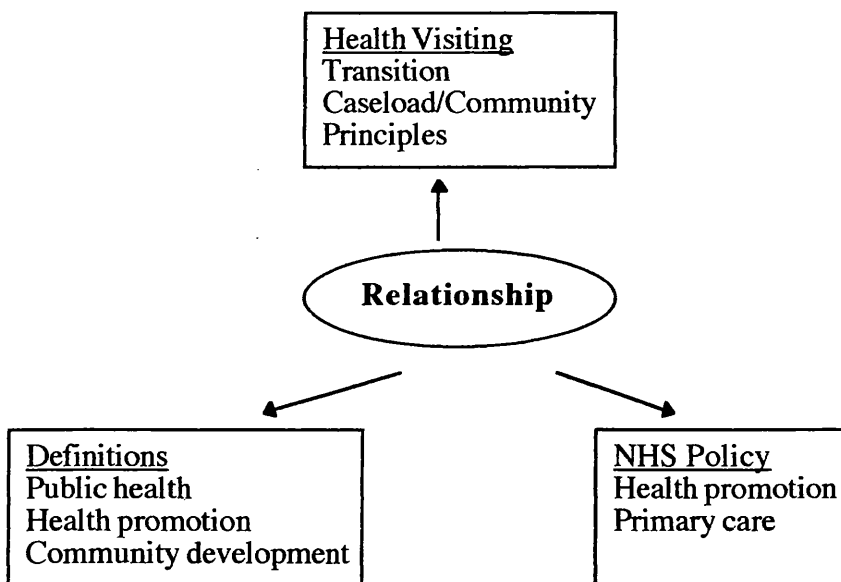 Health Visiting
Transition
Caseload/Community
Principles
Relationship
Definitions
Public health
Health promotion
Community development
NHS Policy
Health promotion
Primary care